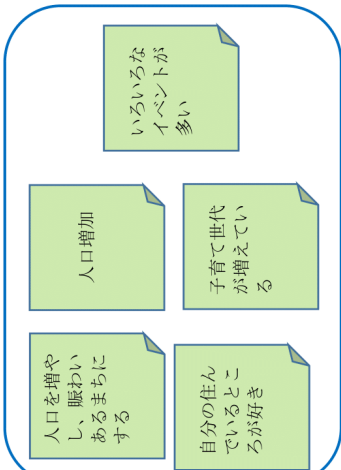 人口を増や
し、賑わい
あるまちに
する
自分の住ん
でいるとこ
ろが好き
人口増加
子育て世代
が増えてい
る
いろいろな
イベントが
多い